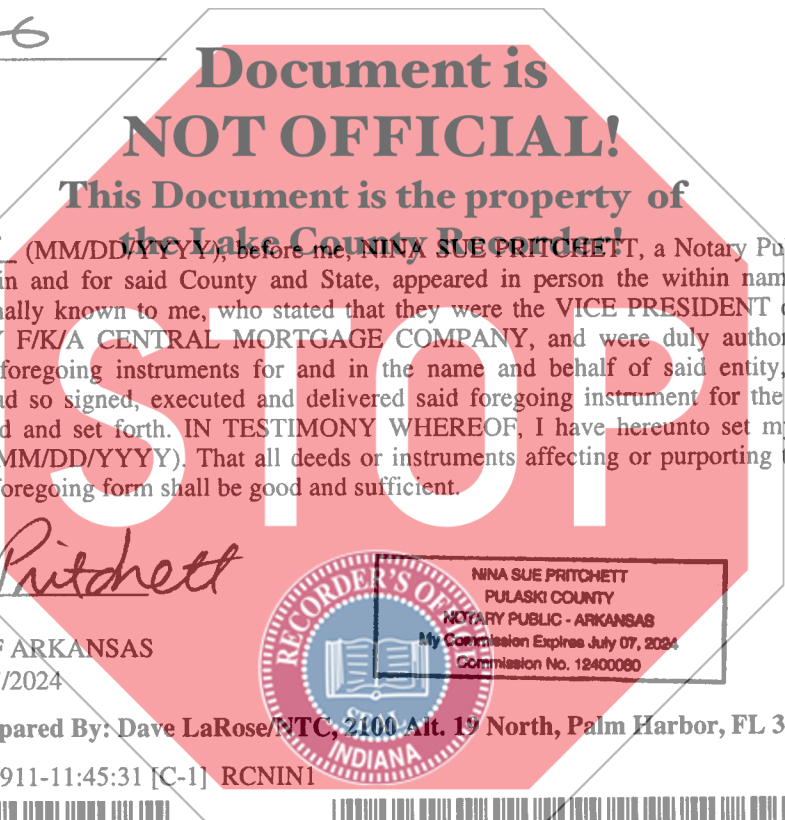 Document is
NOT OFFICIAL!
This Document is the property of
the Lake County Recorder!
(MM/DD/YYYY), before me, NINA SUE PRITCHETT, a Notary Pu
in and for said County and State, appeared in person the within nam
nally known to me, who stated that they were the VICE PRESIDENT
Y F/K/A CENTRAL MORTGAGE COMPANY, and were duly author
foregoing instruments for and in the name and behalf of said entity,
d so signed, executed and delivered said foregoing instrument for the
d and set forth. IN TESTIMONY WHEREOF, I have hereunto set my
MM/DD/YYYY). That all deeds or instruments affecting or purporting t
oregoing form shall be good and sufficient.
STOP
Pritchett
NINA SUE PRITCHETT
PULASKI COUNTY
NOTARY PUBLIC - ARKANSAS
My Commission Expires July 07, 2024
Commission No. 12400080
RECORDER'S OFFICE
SEAL
INDIANA
F ARKANSAS
/2024
pared By: Dave LaRose/NTC, 2100 Alt. 19 North, Palm Harbor, FL 3
911-11:45:31 [C-1] RCNIN1